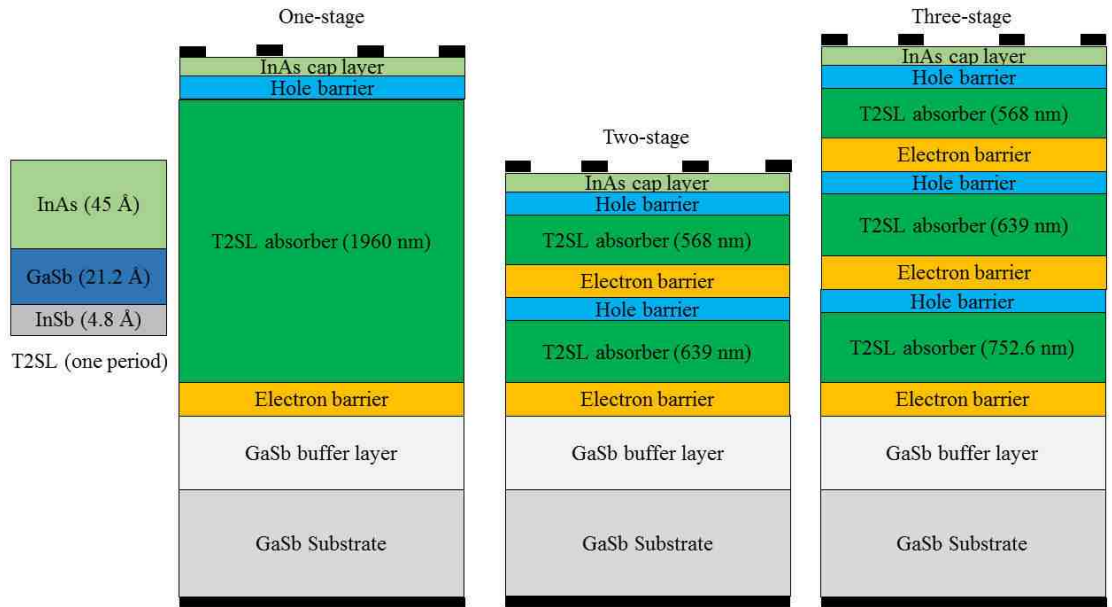 InAs (45 Å)
GaSb (21.2 Å)
InSb (4.8 Å)
T2SL (one period)
One-stage
InAs cap layer
Hole barrier
T2SL absorber (1960 nm)
Electron barrier
GaSb buffer layer
GaSb Substrate
Two-stage
InAs cap layer
Hole barrier
T2SL absorber (568 nm)
Electron barrier
Hole barrier
T2SL absorber (639 nm)
Electron barrier
GaSb buffer layer
GaSb Substrate
Three-stage
InAs cap layer
Hole barrier
T2SL absorber (568 nm)
Electron barrier
Hole barrier
T2SL absorber (639 nm)
Electron barrier
Hole barrier
T2SL absorber (752.6 nm)
Electron barrier
GaSb buffer layer
GaSb Substrate